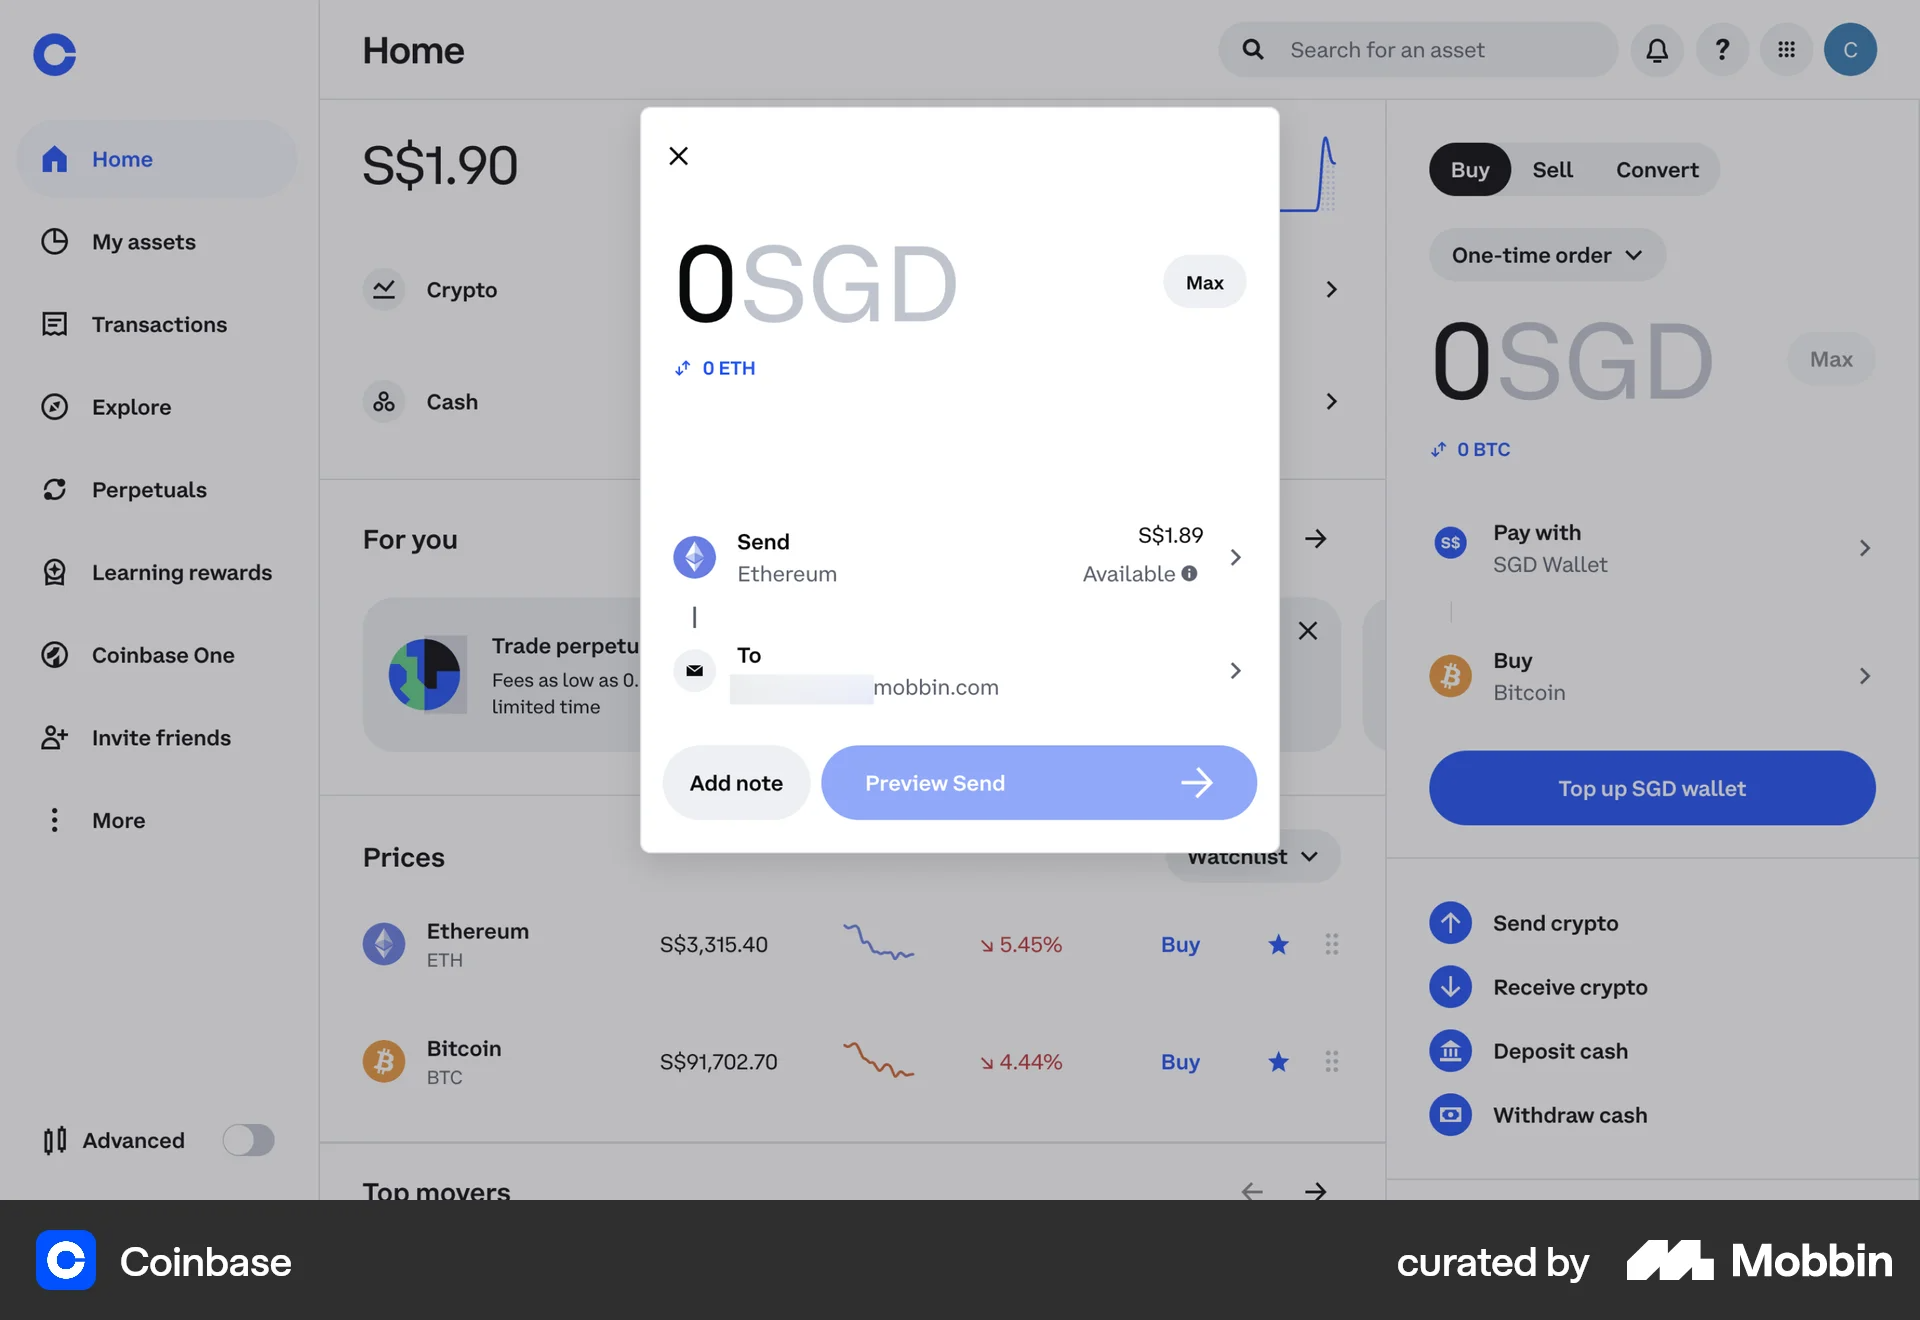 Home
Search for an asset
?
C
Home
My assets
Transactions
Explore
Perpetuals
Learning rewards
Coinbase One
Invite friends
More
Advanced
S$1.90
Crypto
Cash
For you
Trade perpetu
Fees as low as 0.
limited time
Prices
Watchlist
Ethereum
ETH
S$3,315.40
5.45%
Buy
Bitcoin
BTC
S$91,702.70
4.44%
Buy
Top movers
0SGD
Max
0 ETH
Send
Ethereum
S$1.89
Available
To
mobbin.com
Add note
Preview Send
Buy
Sell
Convert
One-time order
0SGD
Max
0 BTC
S$
Pay with
SGD Wallet
Buy
Bitcoin
Top up SGD wallet
Send crypto
Receive crypto
Deposit cash
Withdraw cash
Coinbase
curated by
Mobbin